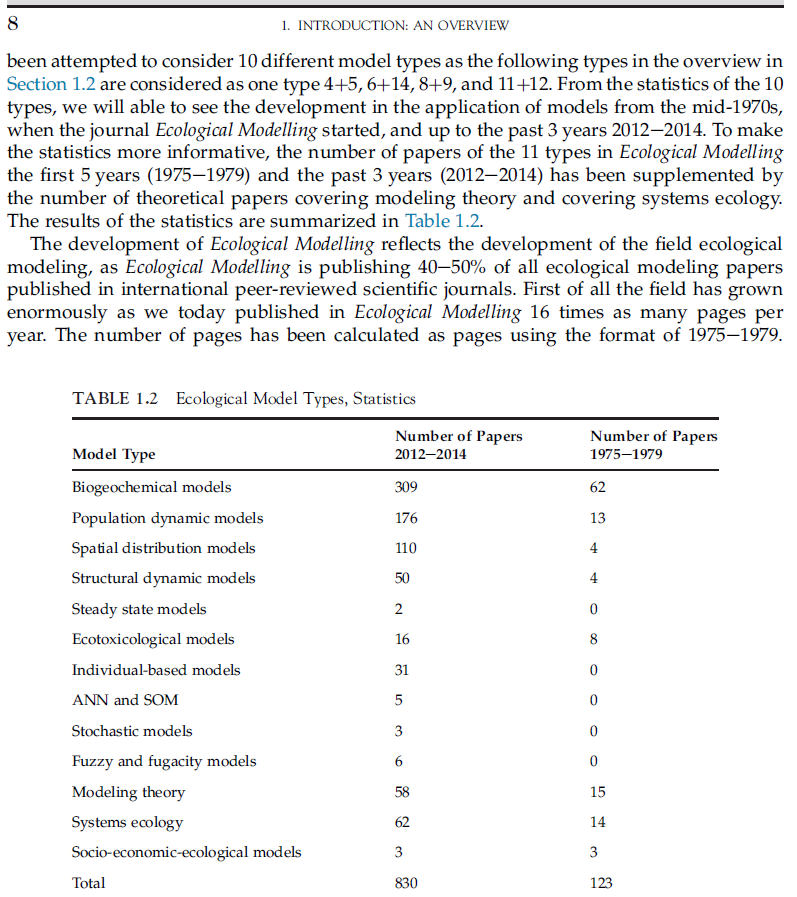 8
1. INTRODUCTION: AN OVERVIEW
been attempted to consider 10 different model types as the following types in the overview in
Section 1.2 are considered as one type 4+5, 6+14, 8+9, and 11+12. From the statistics of the 10
types, we will able to see the development in the application of models from the mid-1970s,
when the journal Ecological Modelling started, and up to the past 3 years 2012–2014. To make
the statistics more informative, the number of papers of the 11 types in Ecological Modelling
the first 5 years (1975–1979) and the past 3 years (2012–2014) has been supplemented by
the number of theoretical papers covering modeling theory and covering systems ecology.
The results of the statistics are summarized in Table 1.2.
The development of Ecological Modelling reflects the development of the field ecological
modeling, as Ecological Modelling is publishing 40–50% of all ecological modeling papers
published in international peer-reviewed scientific journals. First of all the field has grown
enormously as we today published in Ecological Modelling 16 times as many pages per
year. The number of pages has been calculated as pages using the format of 1975–1979.
TABLE 1.2 Ecological Model Types, Statistics
Model Type Number of Papers 2012–2014 Number of Papers 1975–1979
Biogeochemical models 309 62
Population dynamic models 176 13
Spatial distribution models 110 4
Structural dynamic models 50 4
Steady state models 2 0
Ecotoxicological models 16 8
Individual-based models 31 0
ANN and SOM 5 0
Stochastic models 3 0
Fuzzy and fugacity models 6 0
Modeling theory 58 15
Systems ecology 62 14
Socio-economic-ecological models 3 3
Total 830 123